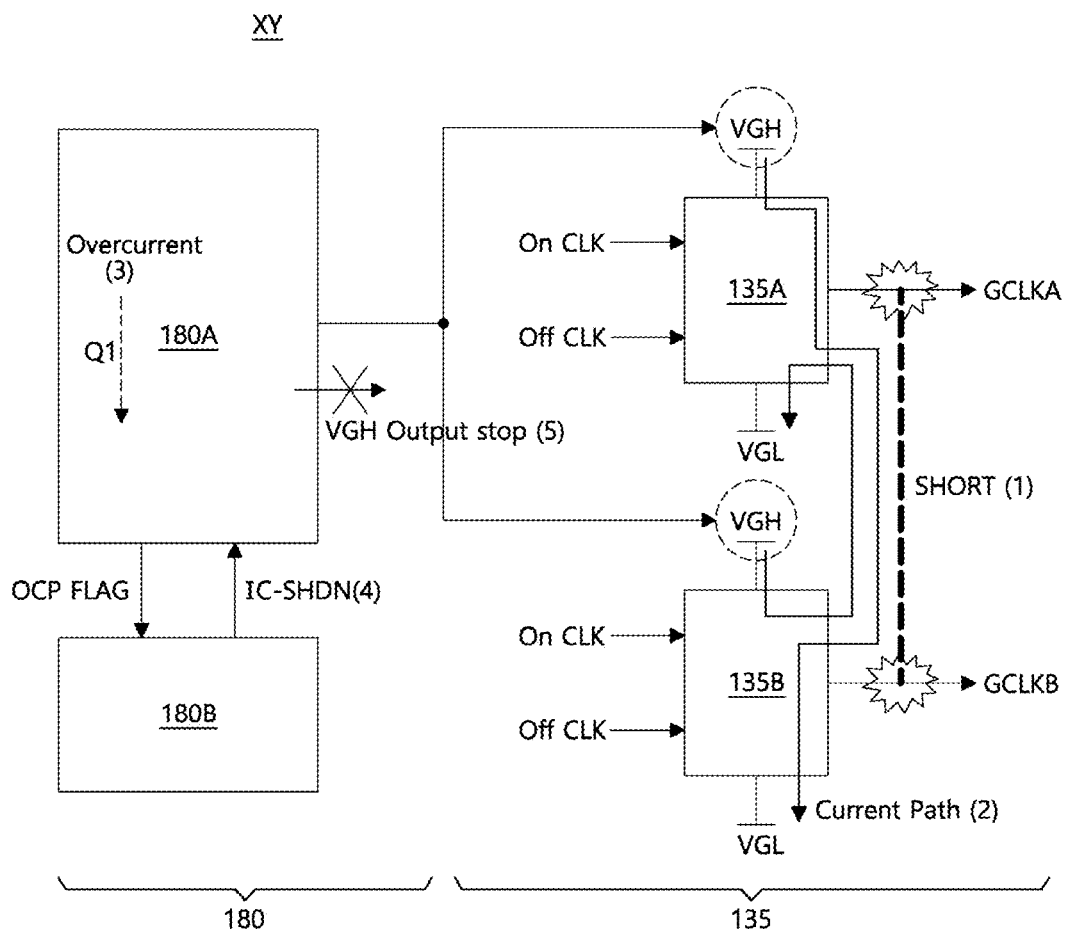 XY
VGH
Overcurrent
(3)
On CLK
135A
GCLKA
180A
Q1
Off CLK
VGH Output stop (5)
VGL
SHORT (1)
VGH
OCP FLAG
IC-SHDN(4)
On CLK
135B
GCLKB
180B
Off CLK
Current Path (2)
VGL
180
135